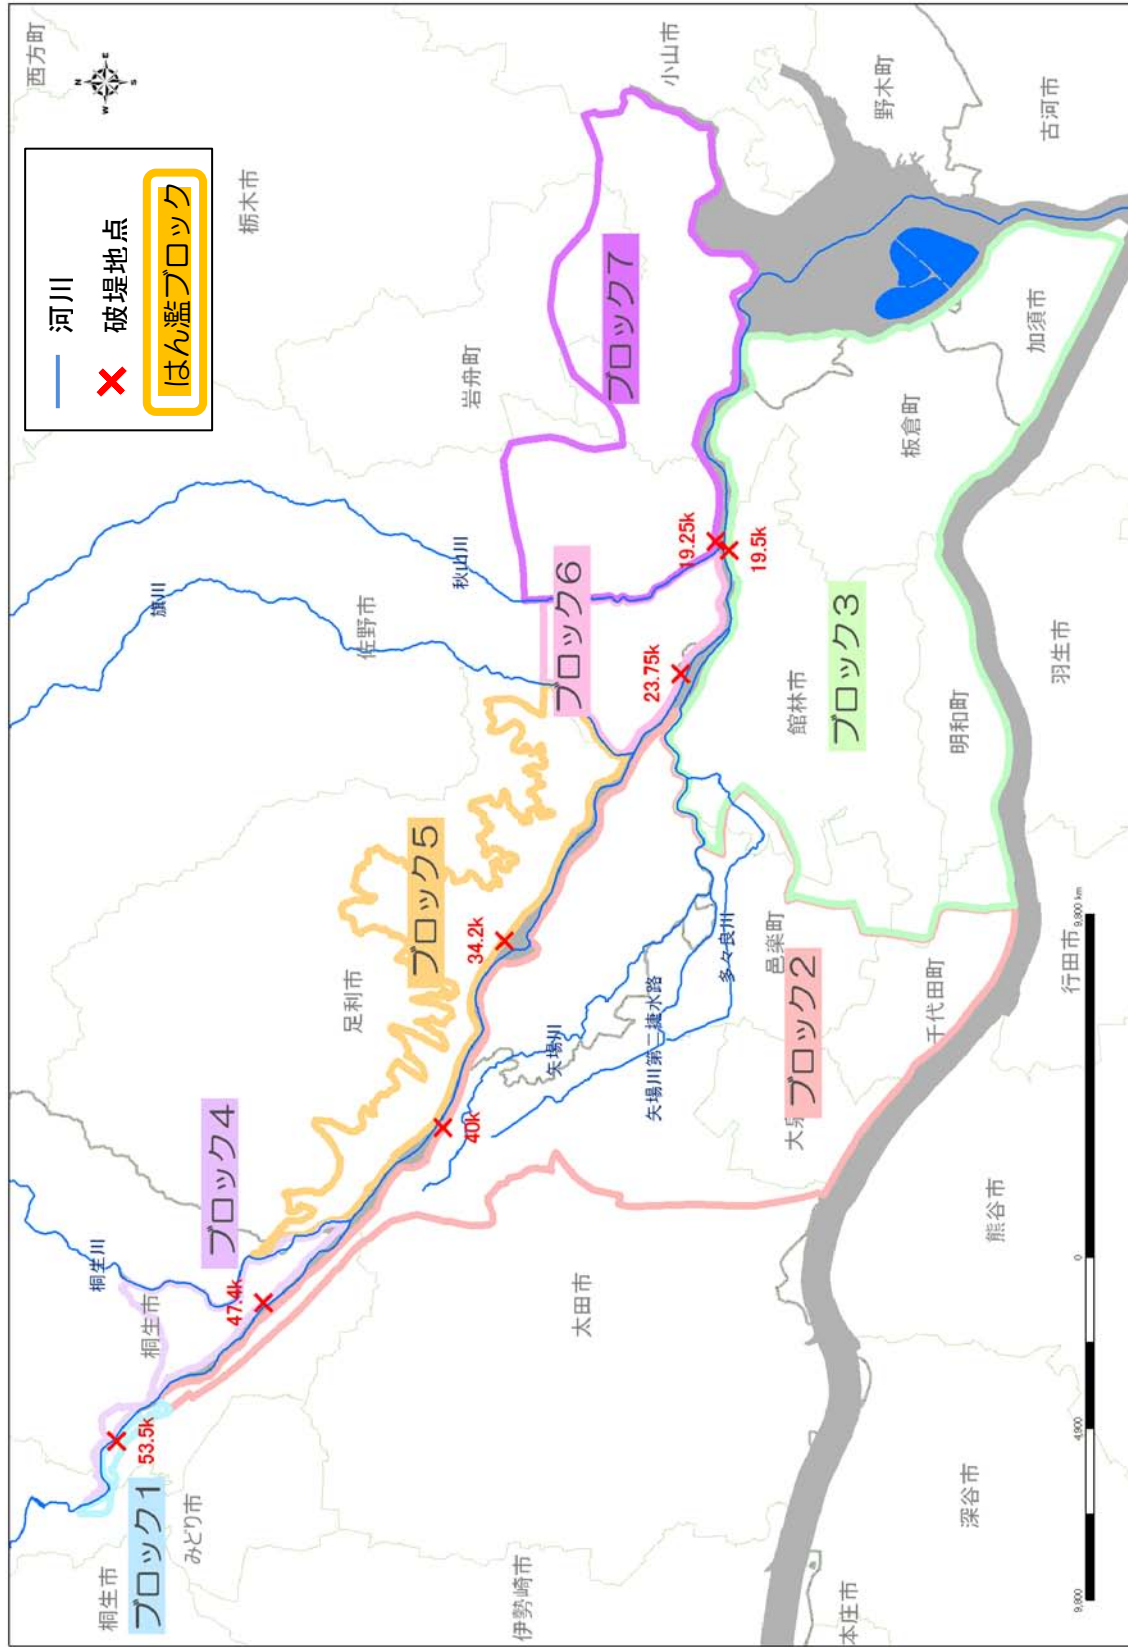 西方町
N
E
S
W
河川
破堤地点
はん濫ブロック
栃木市
小山市
野木町
古河市
岩舟町
ブロック7
加須市
板倉町
旗川
秋山川
佐野市
ブロック6
19.25k
19.5k
23.75k
館林市
ブロック3
明和町
羽生市
足利市
ブロック5
34.2k
矢場川
矢場川第二捷水路
多々良川
邑楽町
ブロック2
千代田町
行田市
40k
ブロック4
桐生川
桐生市
47.4k
太田市
熊谷市
53.5k
ブロック1
みどり市
桐生市
伊勢崎市
深谷市
本庄市
9,800
4,900
0
9,800 km